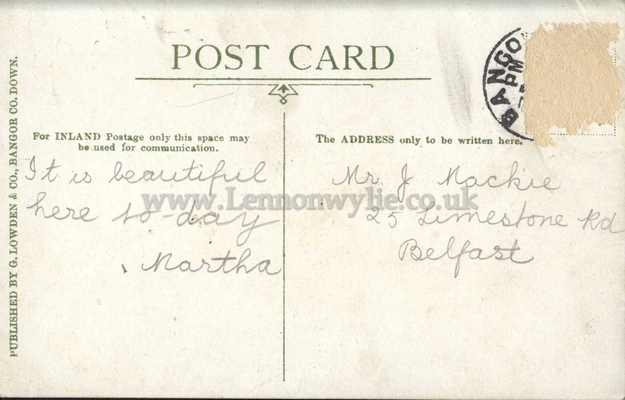 POST CARD
BANGO
PM
PUBLISHED BY G. LOWDEN & CO., BANGOR CO. DOWN.
For INLAND Postage only this space may
be used for communication.
The ADDRESS only to be written here.
It is beautiful
here to-day
Martha
Mr J Mackie
25 Limestone Rd
Belfast
www.Lennonwylie.co.uk